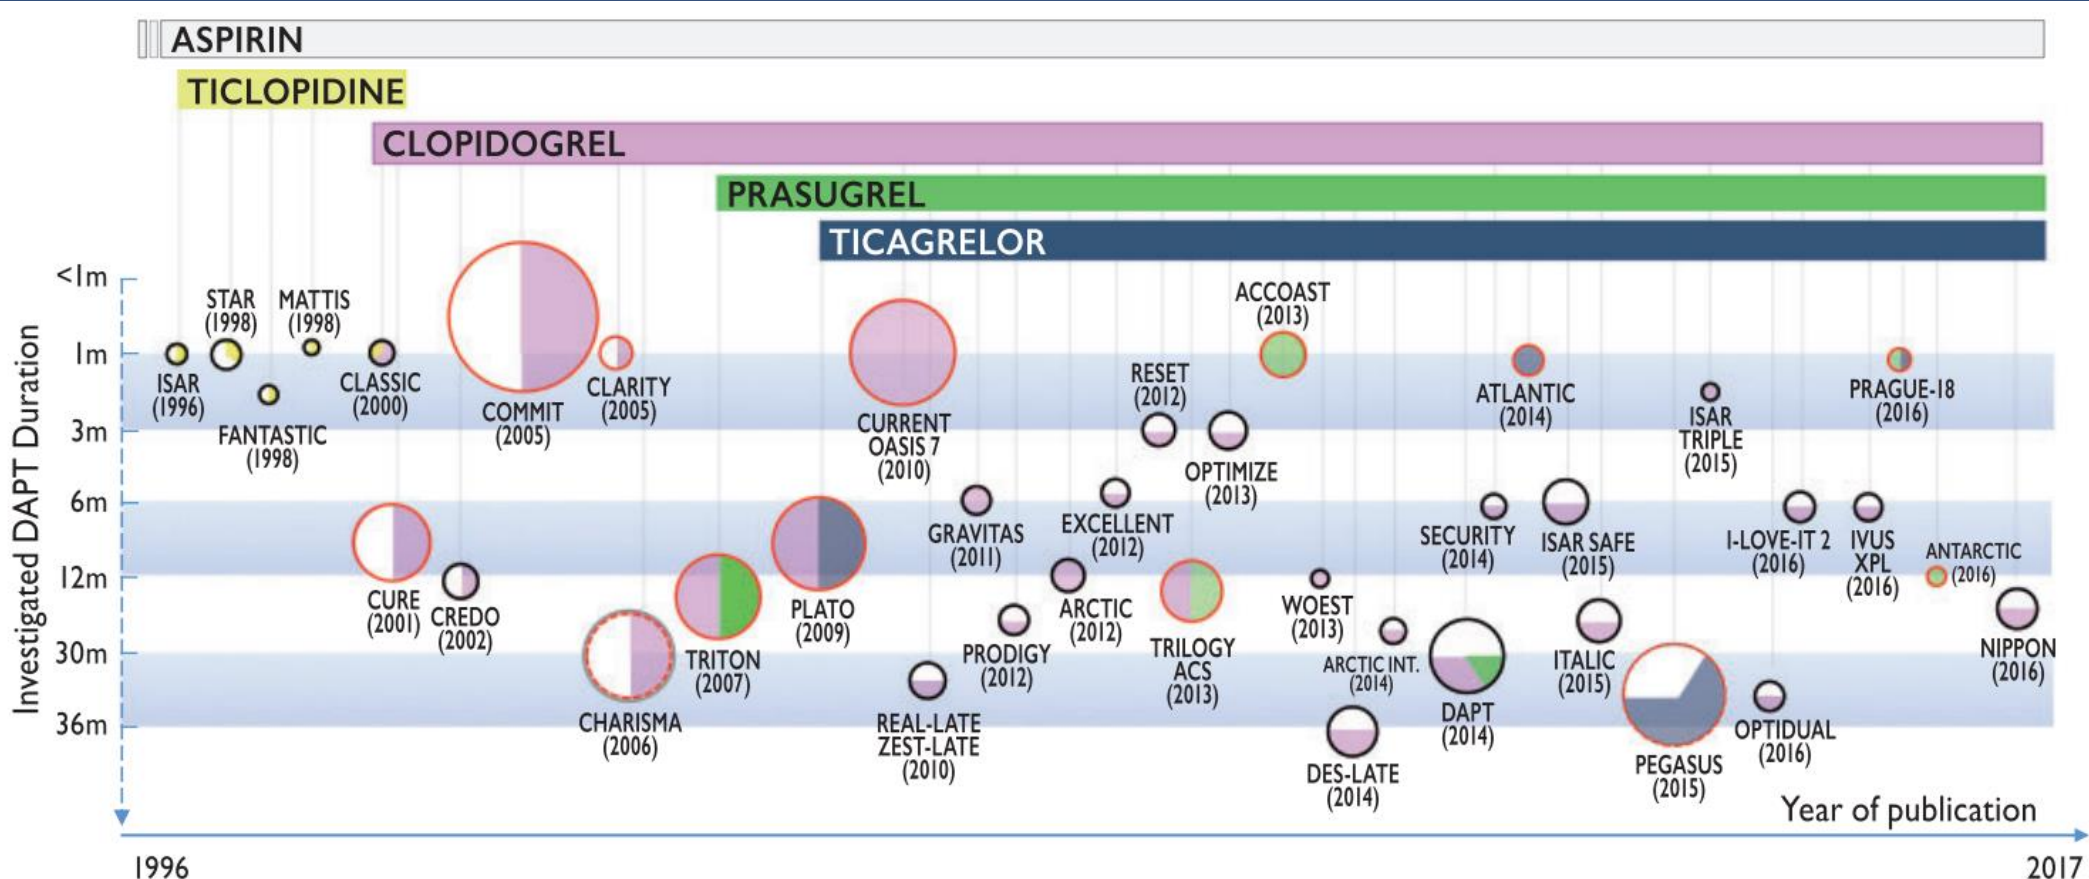 ASPIRIN
TICLOPIDINE
CLOPIDOGREL
PRASUGREL
TICAGRELOR
Investigated DAPT Duration
<1m
1m
3m
6m
12m
30m
36m
ISAR
(1996)
STAR
(1998)
FANTASTIC
(1998)
MATTIS
(1998)
CLASSIC
(2000)
COMMIT
(2005)
CLARITY
(2005)
CURRENT
OASIS 7
(2010)
RESET
(2012)
OPTIMIZE
(2013)
ACCOAST
(2013)
ATLANTIC
(2014)
ISAR
TRIPLE
(2015)
PRAGUE-18
(2016)
CURE
(2001)
CREDO
(2002)
CHARISMA
(2006)
TRITON
(2007)
PLATO
(2009)
REAL-LATE
ZEST-LATE
(2010)
GRAVITAS
(2011)
PRODIGY
(2012)
ARCTIC
(2012)
EXCELLENT
(2012)
TRILOGY
ACS
(2013)
WOEST
(2013)
ARCTIC INT.
(2014)
DES-LATE
(2014)
DAPT
(2014)
SECURITY
(2014)
ISAR SAFE
(2015)
ITALIC
(2015)
PEGASUS
(2015)
OPTIDUAL
(2016)
I-LOVE-IT 2
(2016)
IVUS
XPL
(2016)
ANTARCTIC
(2016)
NIPPON
(2016)
Year of publication
1996
2017